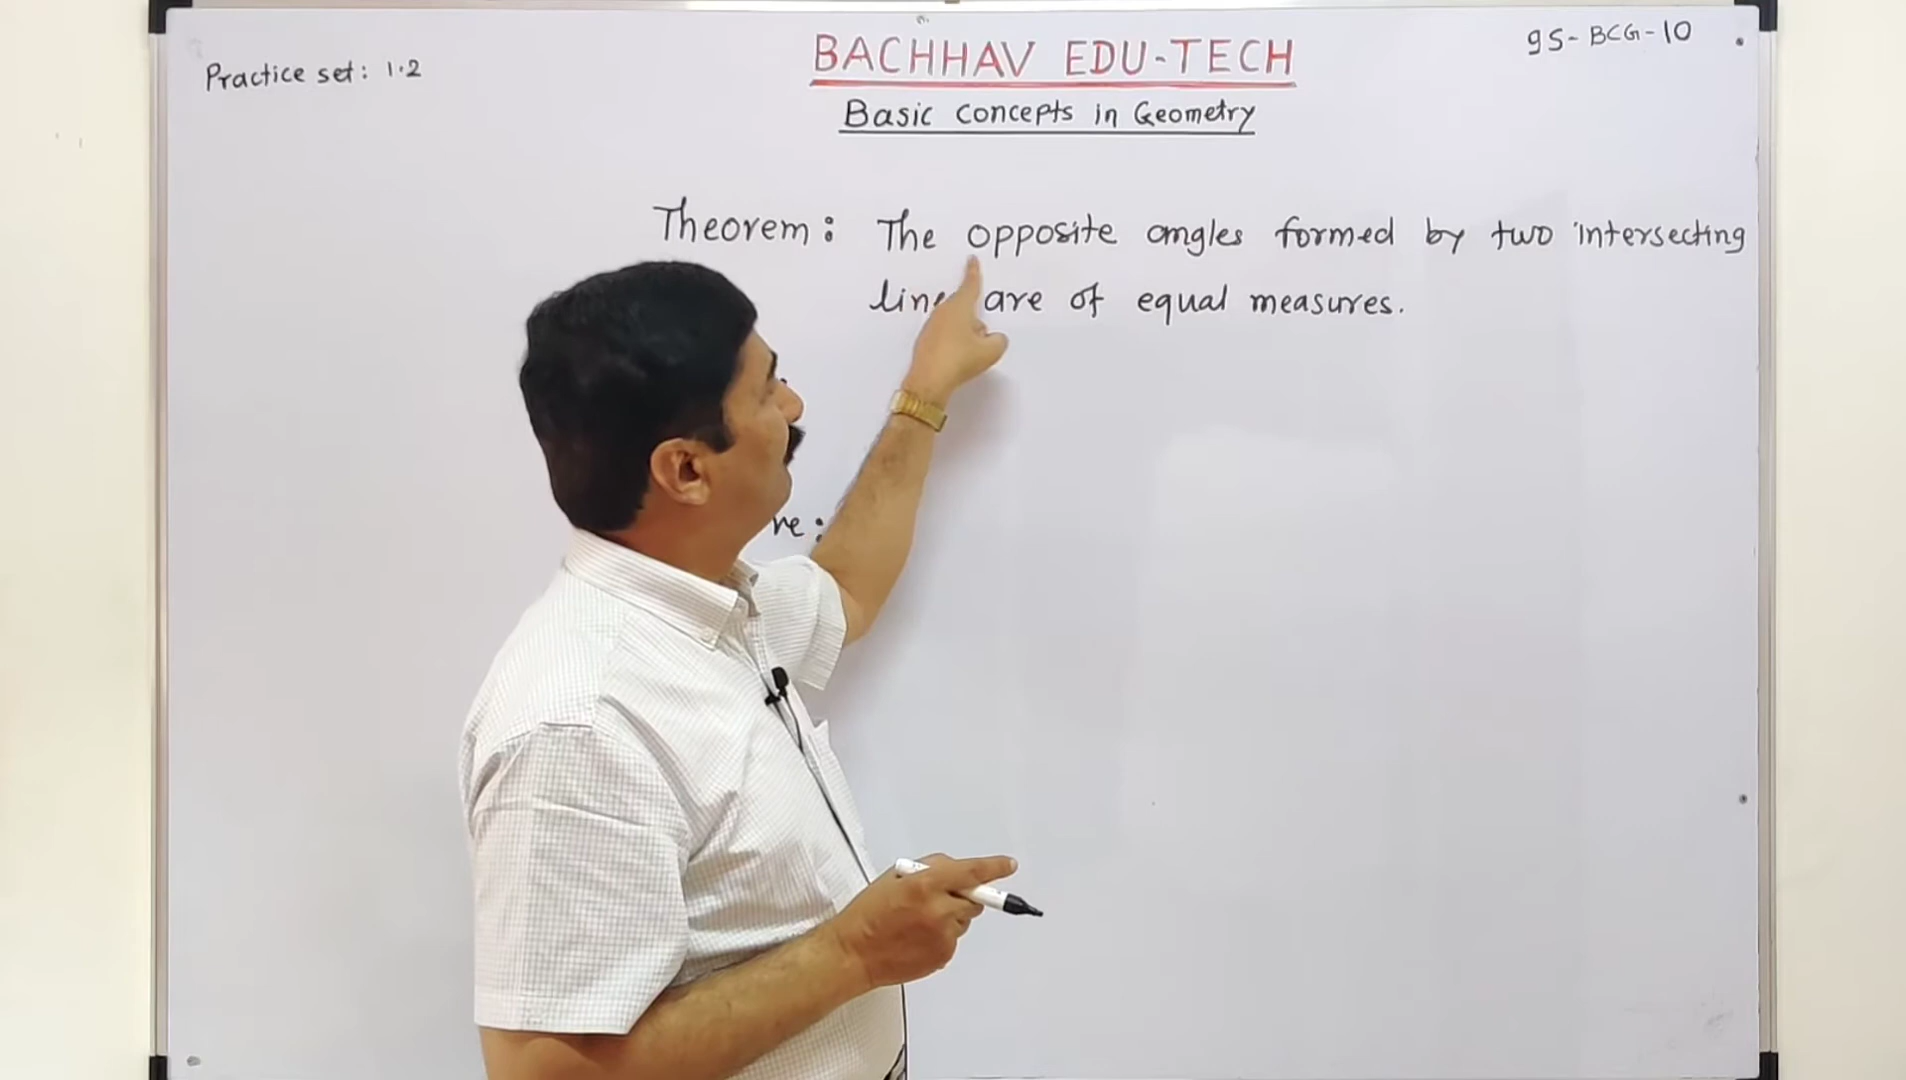 Practice set: 1.2
BACHHAV EDU-TECH
9S-BCG-10
Basic Concepts in Geometry
Theorem: The opposite angles formed by two intersecting
are of equal measures.